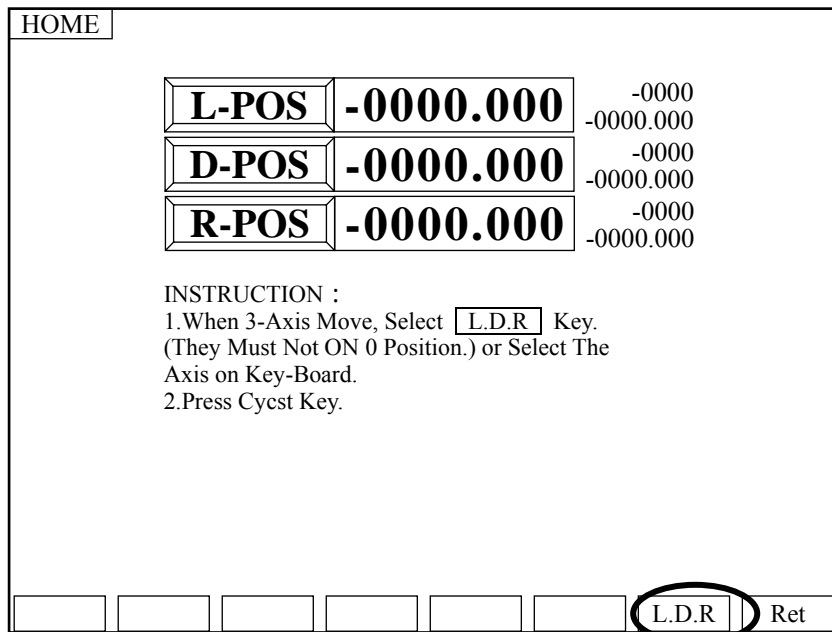 HOME
L-POS -0000.000 -0000
-0000.000
D-POS -0000.000 -0000
-0000.000
R-POS -0000.000 -0000
-0000.000
INSTRUCTION：
1.When 3-Axis Move, Select L.D.R Key.
(They Must Not ON 0 Position.) or Select The
Axis on Key-Board.
2.Press Cycst Key.
L.D.R Ret